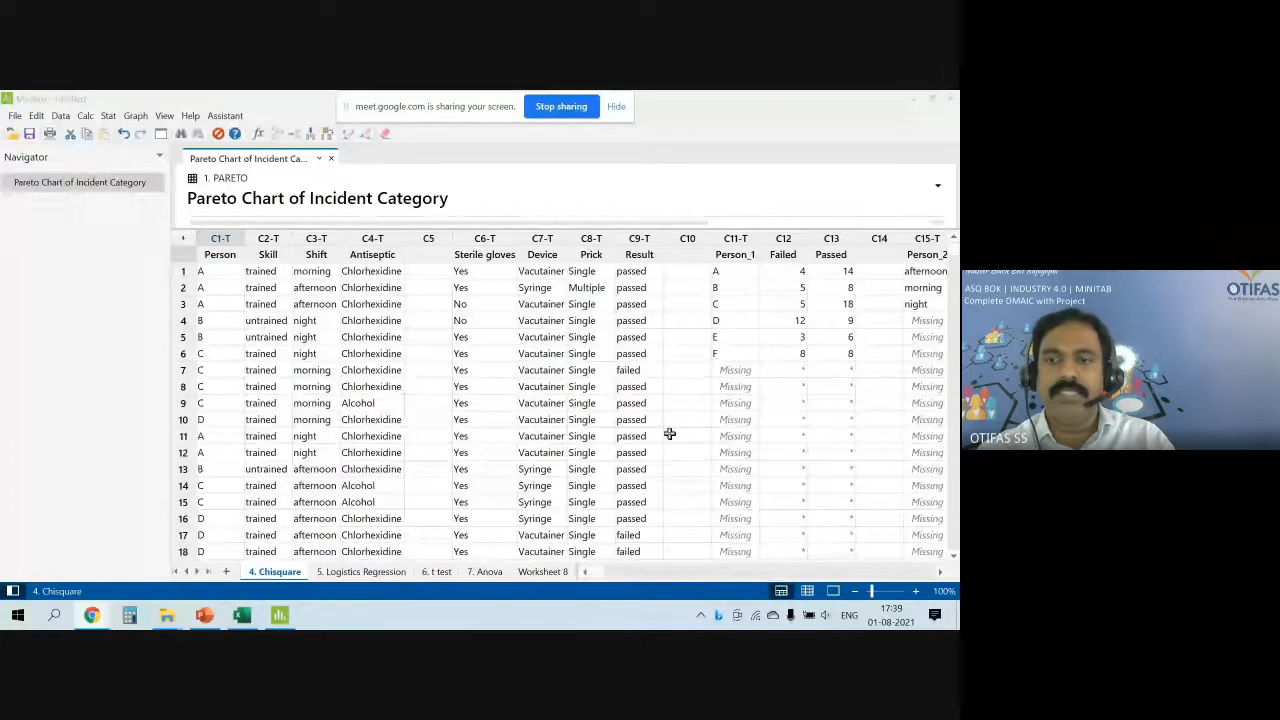 meet.google.com is sharing your screen. Stop sharing Hide
File Edit Data Calc Stat Graph View Help Assistant
Navigator
Pareto Chart of Incident Category
Pareto Chart of Incident Ca...
1. PARETO
Pareto Chart of Incident Category
C1-T C2-T C3-T C4-T C5 C6-T C7-T C8-T C9-T C10 C11-T C12 C13 C14 C15-T
Person Skill Shift Antiseptic Sterile gloves Device Prick Result Person_1 Failed Passed Person_2
1 A trained morning Chlorhexidine Yes Vacutainer Single passed A 4 14 afternoon
2 A trained afternoon Chlorhexidine Yes Syringe Multiple passed B 5 8 morning
3 A trained afternoon Chlorhexidine No Vacutainer Single passed C 5 18 night
4 B untrained night Chlorhexidine No Vacutainer Single passed D 12 9 Missing
5 B untrained night Chlorhexidine Yes Vacutainer Single passed E 3 6 Missing
6 C trained night Chlorhexidine Yes Vacutainer Single passed F 8 8 Missing
7 C trained morning Chlorhexidine Yes Vacutainer Single failed Missing * * Missing
8 C trained morning Chlorhexidine Yes Vacutainer Single passed Missing * * Missing
9 C trained morning Alcohol Yes Vacutainer Single passed Missing * * Missing
10 D trained morning Chlorhexidine Yes Vacutainer Single passed Missing * * Missing
11 A trained night Chlorhexidine Yes Vacutainer Single passed Missing * * Missing
12 A trained night Chlorhexidine Yes Vacutainer Single passed Missing * * Missing
13 B untrained afternoon Chlorhexidine Yes Syringe Single passed Missing * * Missing
14 C trained afternoon Alcohol Yes Syringe Single passed Missing * * Missing
15 C trained afternoon Alcohol Yes Syringe Single passed Missing * * Missing
16 D trained afternoon Chlorhexidine Yes Syringe Single passed Missing * * Missing
17 D trained afternoon Chlorhexidine Yes Vacutainer Single failed Missing * * Missing
18 D trained afternoon Chlorhexidine Yes Vacutainer Single failed Missing * * Missing
4. Chisquare 5. Logistics Regression 6. t test 7. Anova Worksheet 8
4. Chisquare 100%
ENG 17:39
01-08-2021
ASQ BOK | INDUSTRY 4.0 | MINITAB
Complete DMAIC with Project
OTIFAS
OTIFAS SS